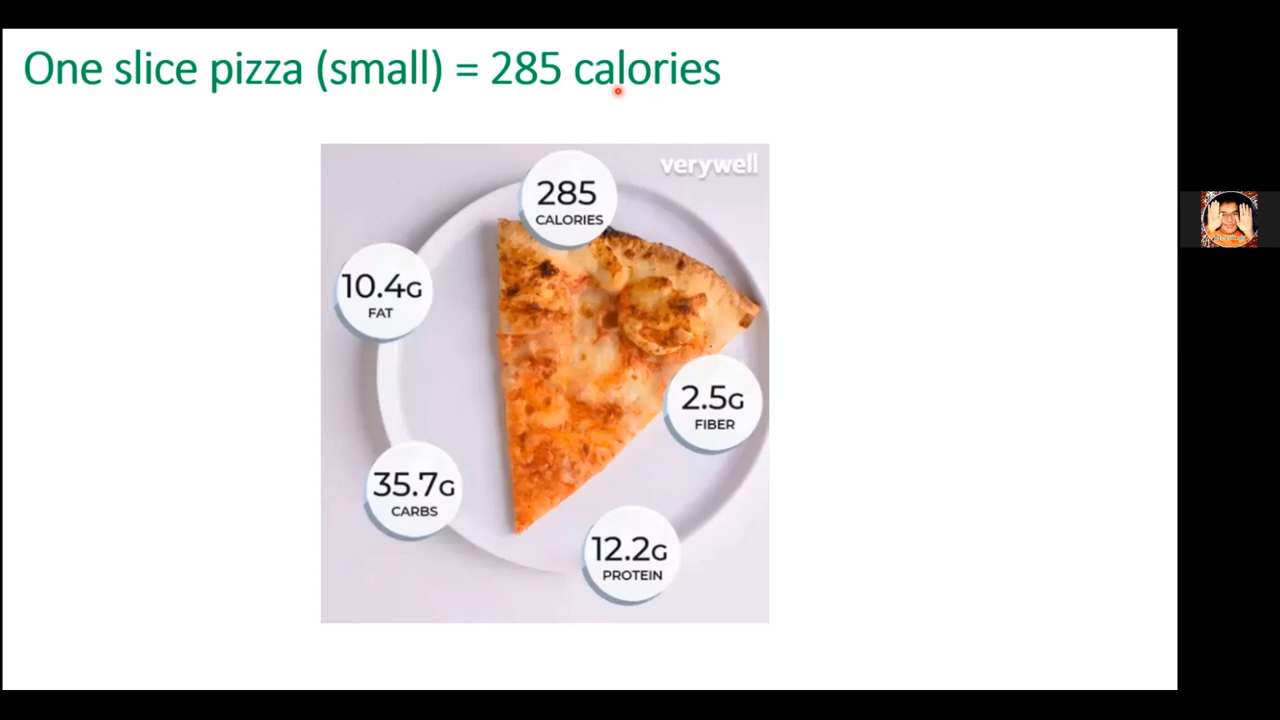 One slice pizza (small) = 285 calories
verywell
285
CALORIES
10.4G
FAT
2.5G
FIBER
35.7G
CARBS
12.2G
PROTEIN